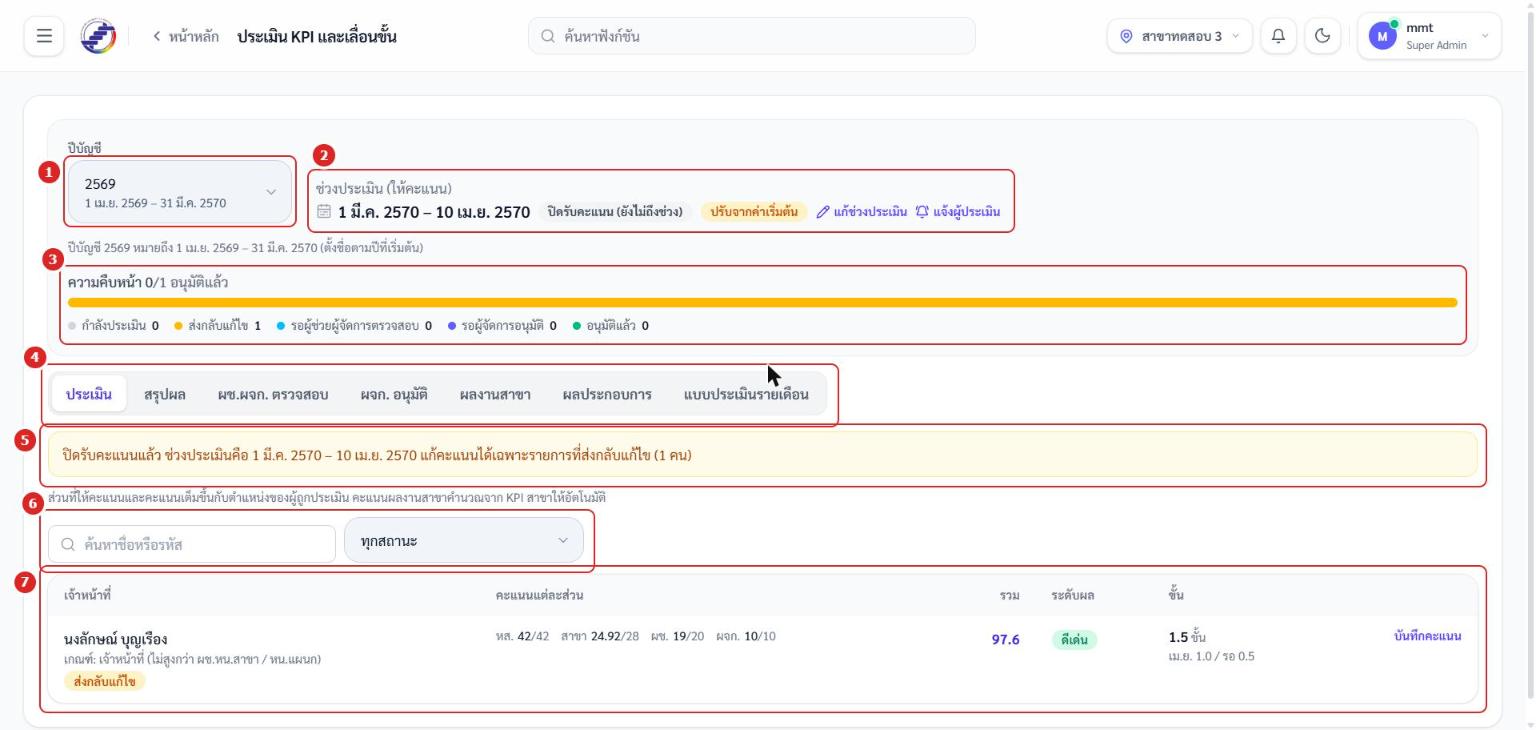 หน้าหลัก ประเมิน KPI และเลื่อนขั้น ค้นหาฟังก์ชัน สาขาทดสอบ 3 M mmt
Super Admin
ปีบัญชี
1 2
2569
1 เม.ย. 2569 – 31 มี.ค. 2570
ช่วงประเมิน (ให้คะแนน)
1 มี.ค. 2570 – 10 เม.ย. 2570 ปิดรับคะแนน (ยังไม่ถึงช่วง) ปรับจากค่าเริ่มต้น แก้ช่วงประเมิน แจ้งผู้ประเมิน
ปีบัญชี 2569 หมายถึง 1 เม.ย. 2569 – 31 มี.ค. 2570 (ตั้งชื่อตามปีที่เริ่มต้น)
3
ความคืบหน้า 0/1 อนุมัติแล้ว
กำลังประเมิน 0 ส่งกลับแก้ไข 1 รอผู้ช่วยผู้จัดการตรวจสอบ 0 รอผู้จัดการอนุมัติ 0 อนุมัติแล้ว 0
4
ประเมิน สรุปผล ผช.ผจก. ตรวจสอบ ผจก. อนุมัติ ผลงานสาขา ผลประกอบการ แบบประเมินรายเดือน
5
ปิดรับคะแนนแล้ว ช่วงประเมินคือ 1 มี.ค. 2570 – 10 เม.ย. 2570 แก้คะแนนได้เฉพาะรายการที่ส่งกลับแก้ไข (1 คน)
6
ส่วนที่ให้คะแนนและคะแนนเต็มขึ้นกับตำแหน่งของผู้ถูกประเมิน คะแนนผลงานสาขาคำนวณจาก KPI สาขาให้อัตโนมัติ
ค้นหาชื่อหรือรหัส ทุกสถานะ
7
เจ้าหน้าที่ คะแนนแต่ละส่วน รวม ระดับผล ขั้น
นงลักษณ์ บุญเรือง หส. 42/42 สาขา 24.92/28 ผช. 19/20 ผจก. 10/10 97.6 ดีเด่น 1.5 ขั้น บันทึกคะแนน
เกณฑ์: เจ้าหน้าที่ (ไม่สูงกว่า ผช.หน.สาขา / หน.แผนก) เม.ย. 1.0 / รอ 0.5
ส่งกลับแก้ไข